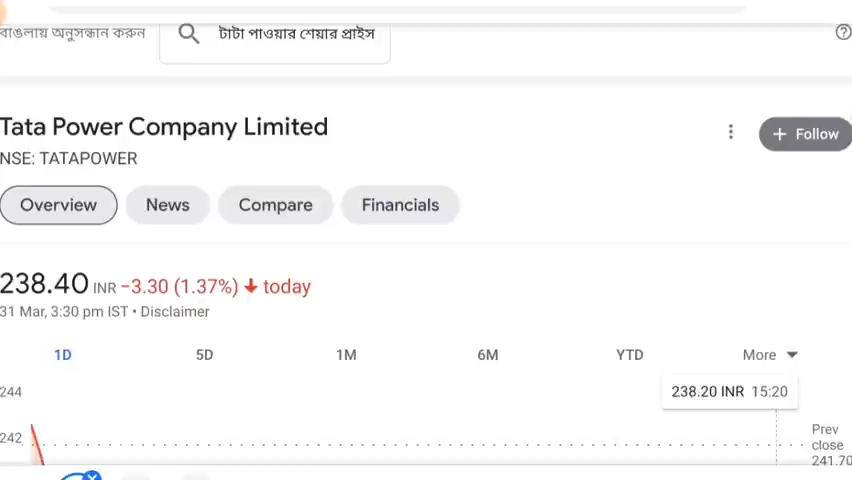 বাঙলায় অনুসন্ধান করুন
টাটা পাওয়ার শেয়ার প্রাইস
Tata Power Company Limited
NSE: TATAPOWER
+ Follow
Overview
News
Compare
Financials
238.40 INR −3.30 (1.37%) ↓ today
31 Mar, 3:30 pm IST • Disclaimer
1D
5D
1M
6M
YTD
More
238.20 INR 15:20
244
242
Prev
close
241.70